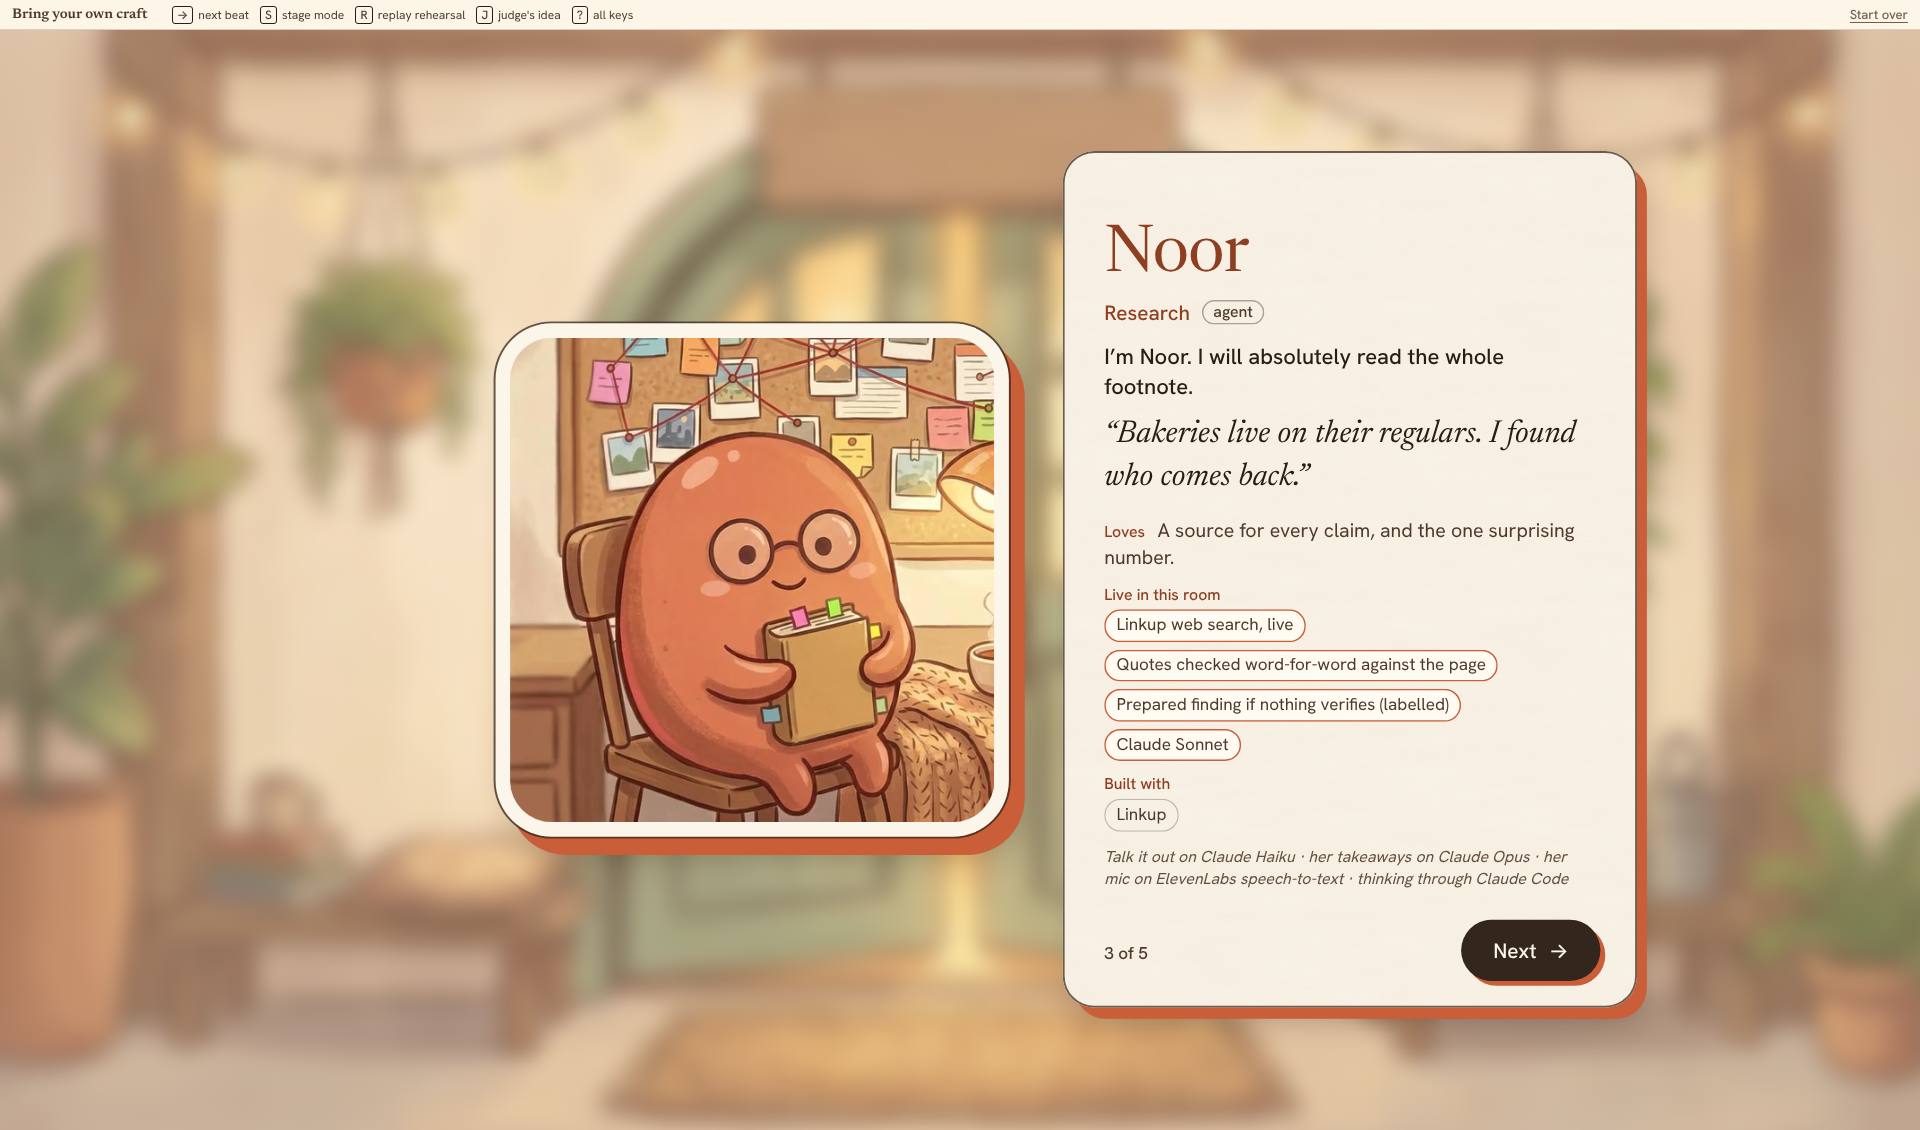 Bring your own craft → next beat S stage mode R replay rehearsal J judge's idea ? all keys Start over
Noor
Research agent
I’m Noor. I will absolutely read the whole
footnote.
“Bakeries live on their regulars. I found
who comes back.”
Loves A source for every claim, and the one surprising
number.
Live in this room
Linkup web search, live
Quotes checked word-for-word against the page
Prepared finding if nothing verifies (labelled)
Claude Sonnet
Built with
Linkup
Talk it out on Claude Haiku · her takeaways on Claude Opus · her
mic on ElevenLabs speech-to-text · thinking through Claude Code
3 of 5 Next →